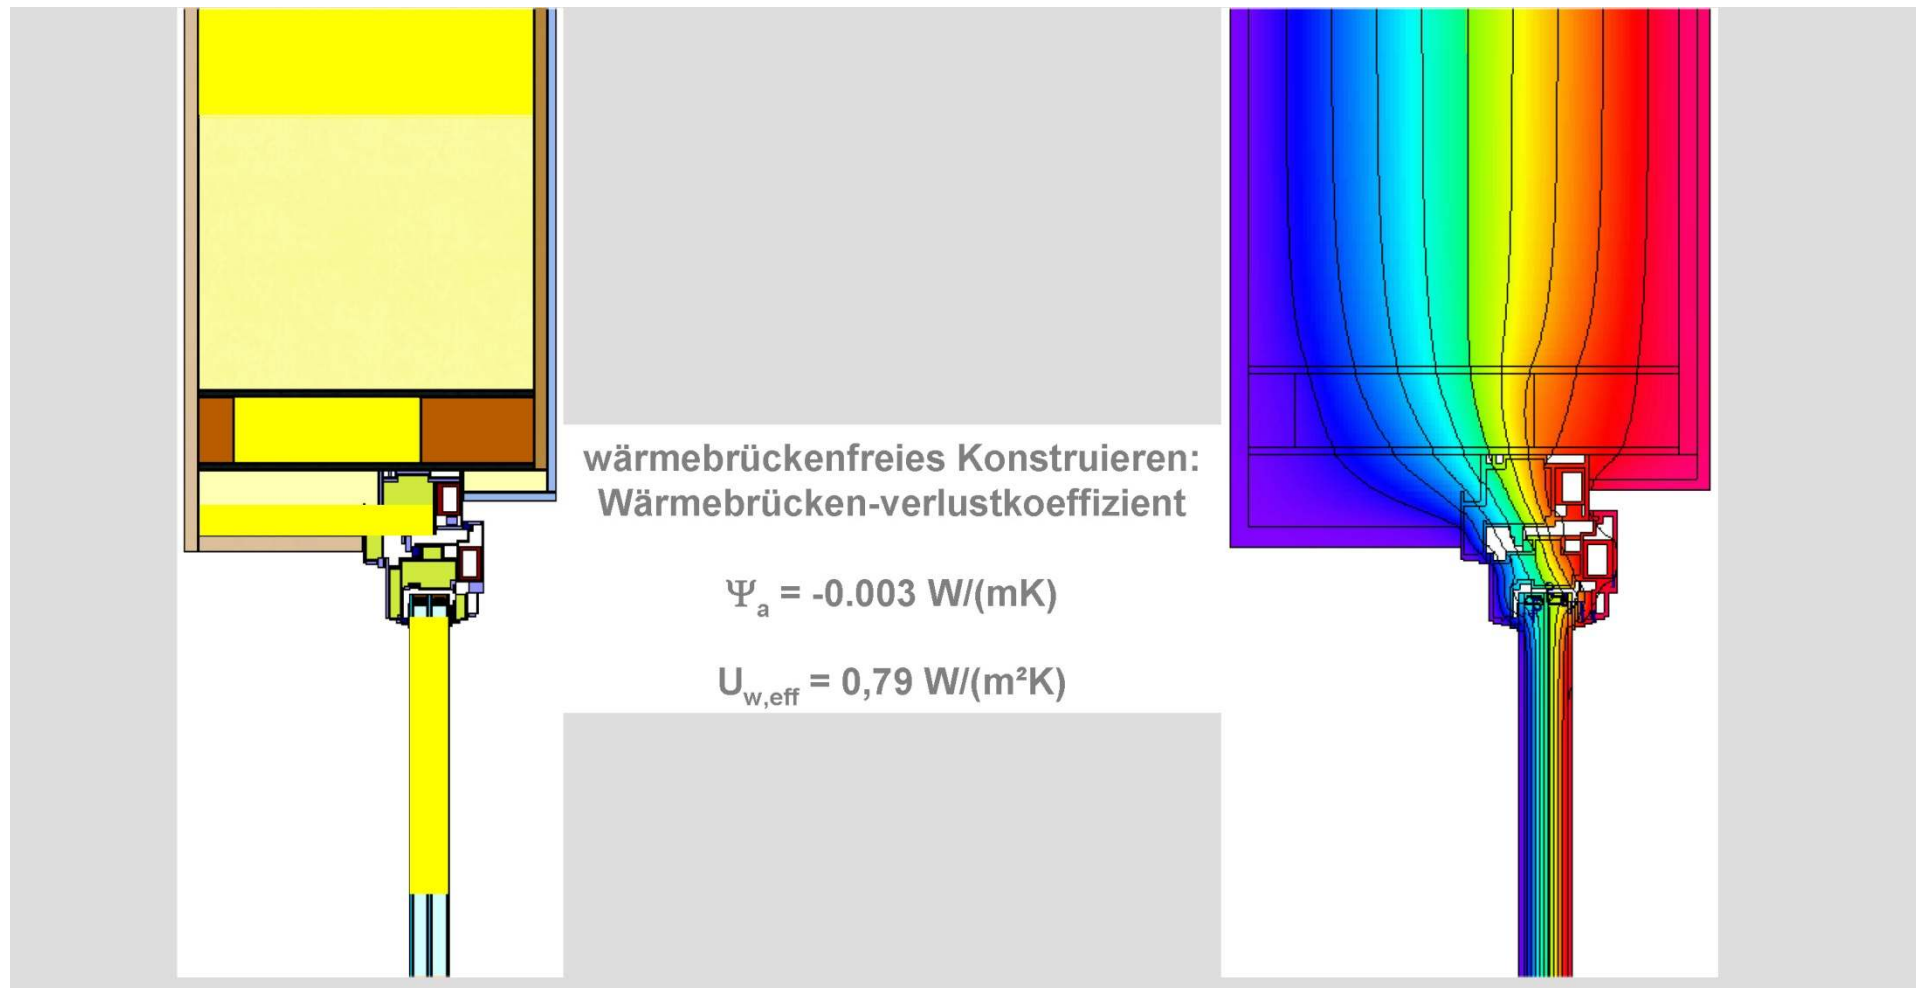 wärmebrückenfreies Konstruieren:
Wärmebrücken-verlustkoeffizient
Ψa = -0.003 W/(mK)
Uw,eff = 0,79 W/(m²K)